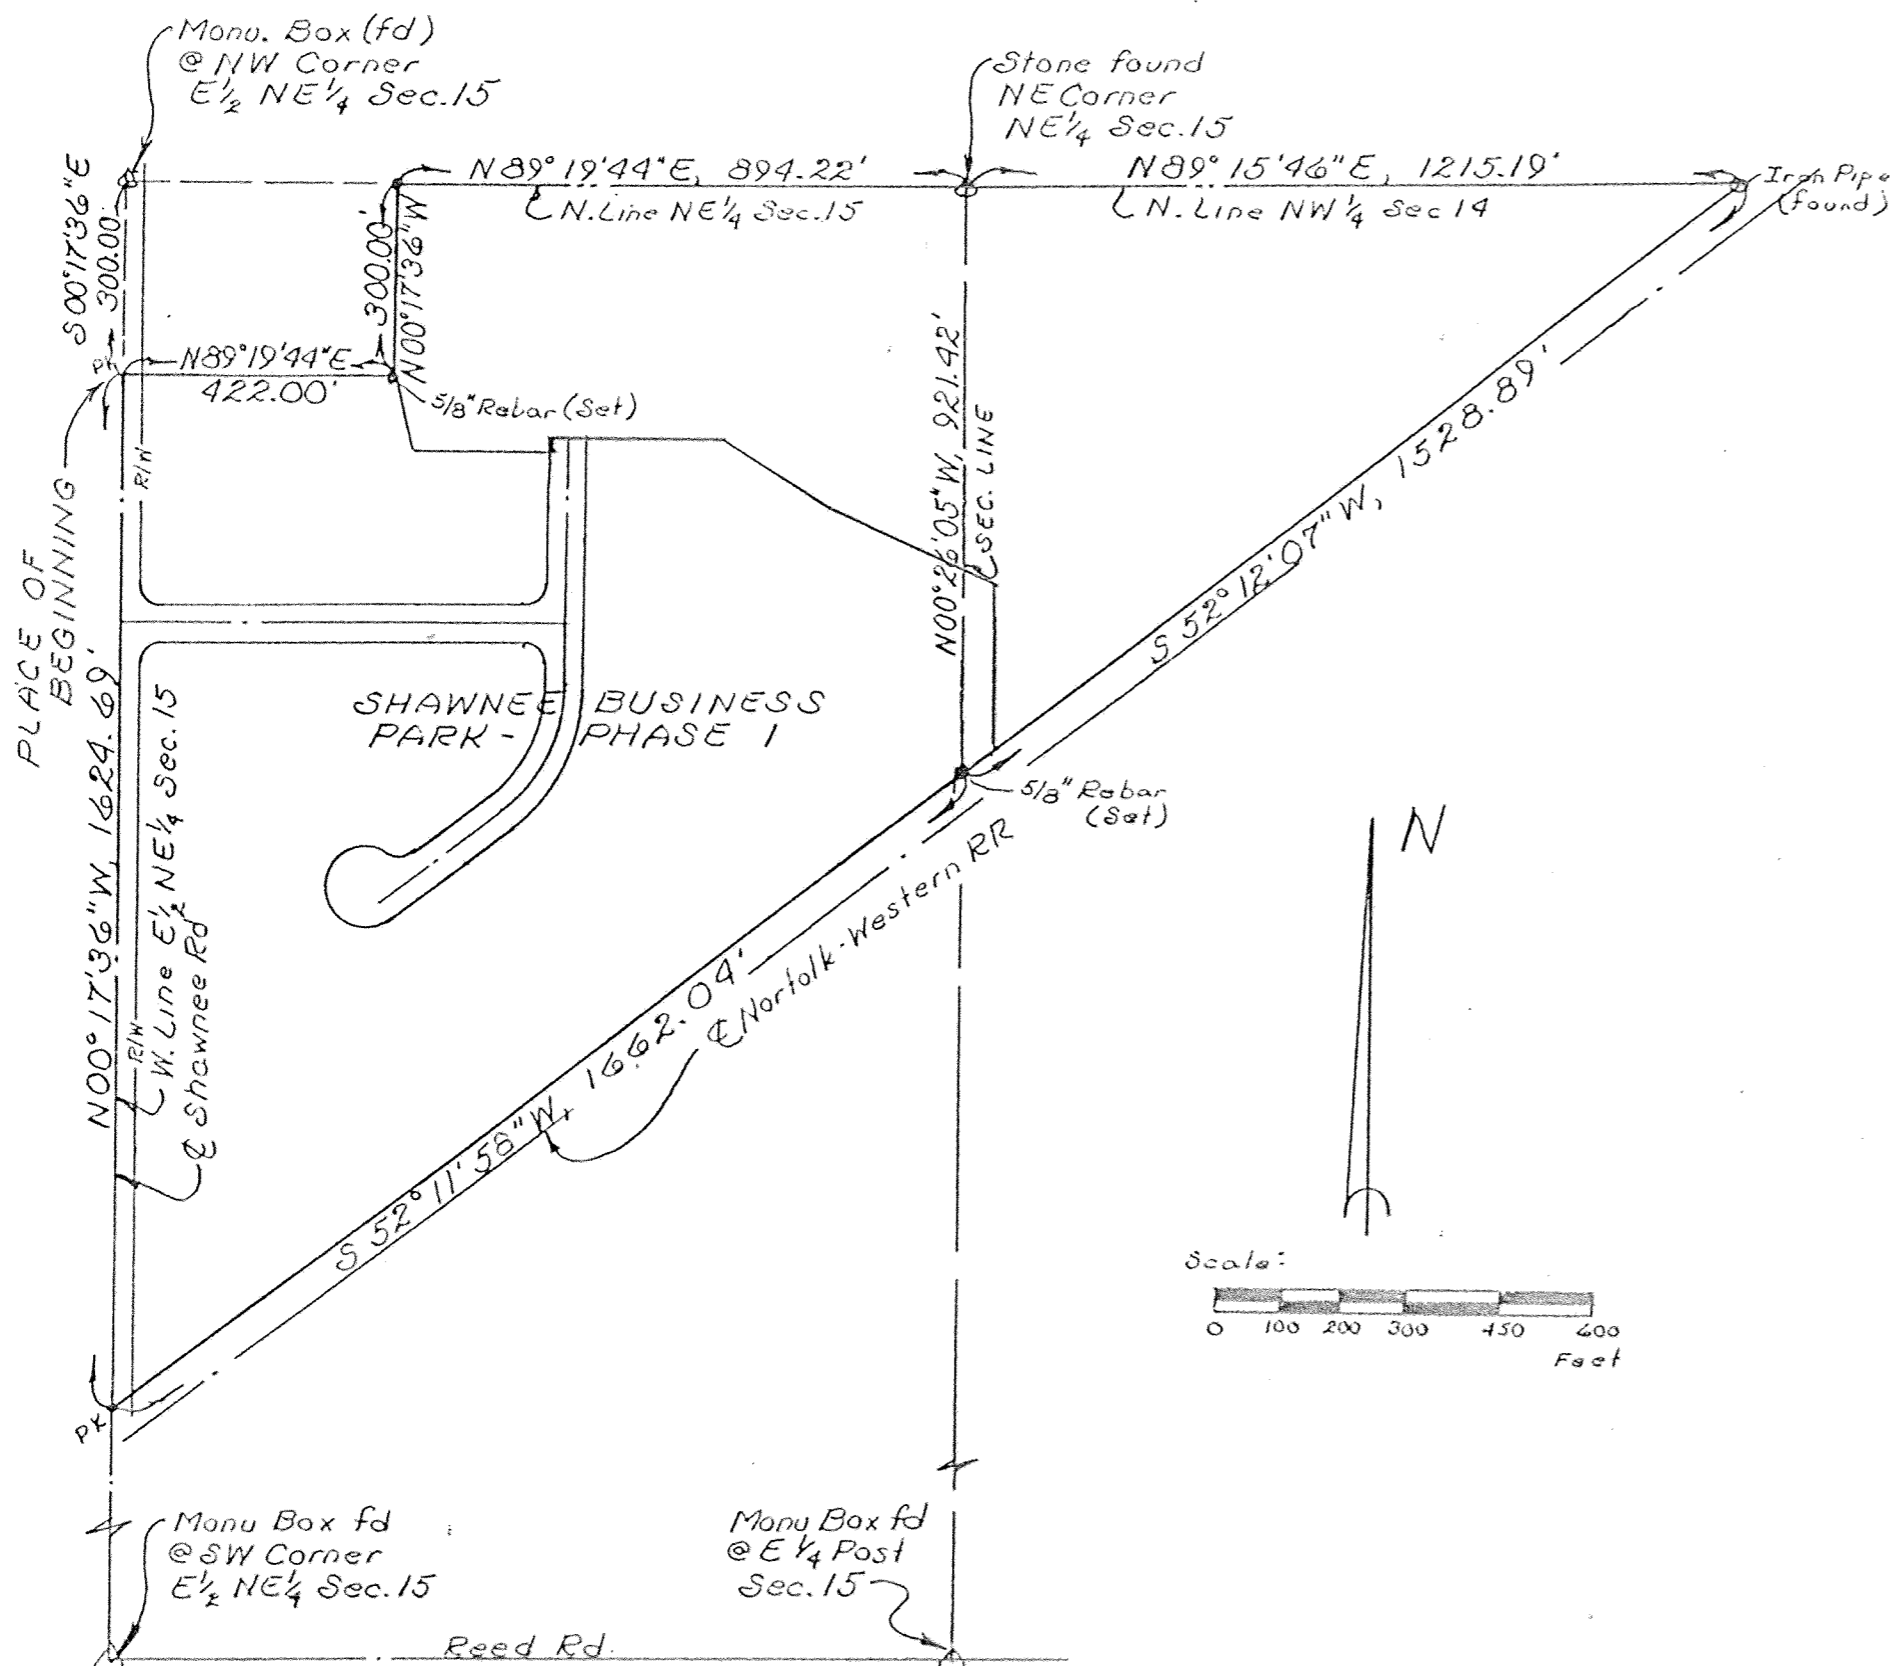 Monu. Box (fd)
@ NW Corner
E½ NE¼ Sec. 15
Stone found
NE Corner
NE¼ Sec. 15
S00°17'36"E
300.00'
N89°19'44"E, 894.22'
N. Line NE¼ Sec. 15
N89°15'46"E, 1215.19'
N. Line NW¼ Sec 14
Iron Pipe
(found)
300.00'
N00°17'36"W
PK
N89°19'44"E
422.00'
5/8" Rebar (Set)
R/W
PLACE OF
BEGINNING
N00°26'05"W, 921.42'
SEC. LINE
S 52°12'07"W, 1528.89'
SHAWNEE BUSINESS
PARK - PHASE 1
N00°17'36"W, 1624.69'
W. Line E½ NE¼ Sec. 15
℄ Shawnee Rd
R/W
5/8" Rebar
(Set)
℄ Norfolk-Western RR
S 52°11'58"W, 1662.04'
N
Scale:
0 100 200 300 450 600
Feet
PK
Monu Box fd
@ SW Corner
E½ NE¼ Sec. 15
Monu Box fd
@ E ¼ Post
Sec. 15
Reed Rd.